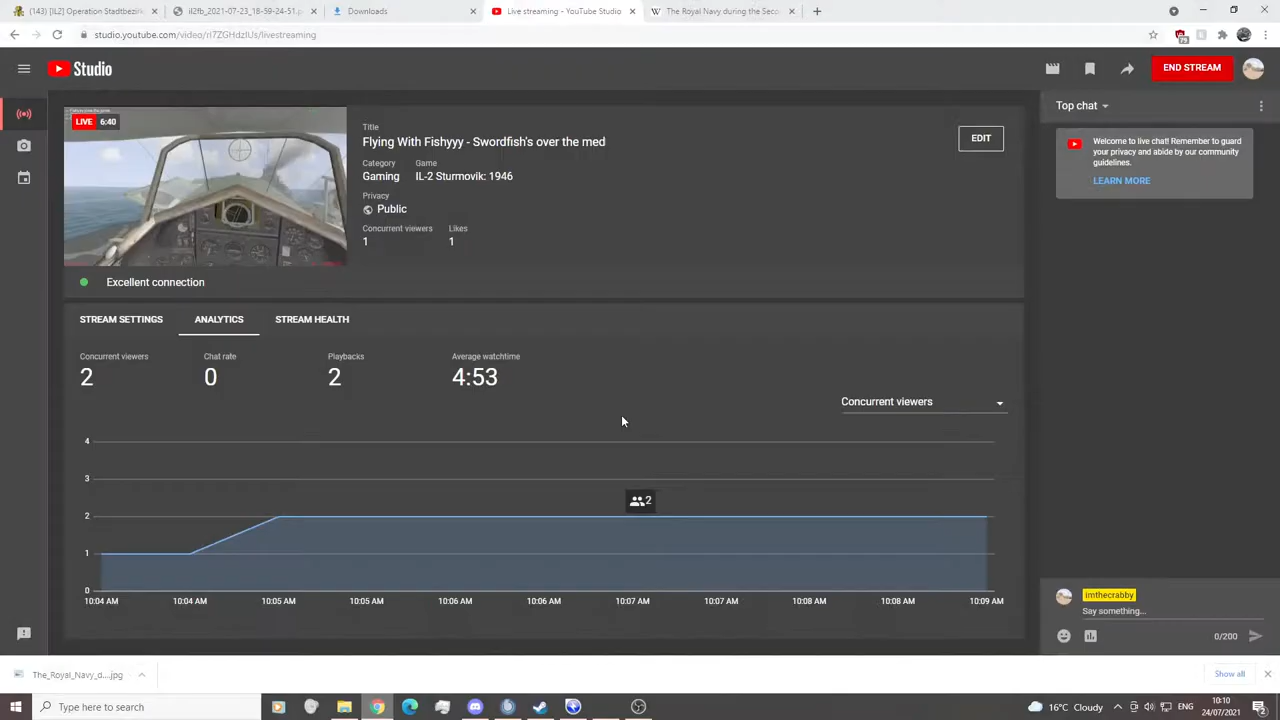 (143) [IL2] Operation Stadtbezirk
il2fb_2021-07-23_18-59-24-51.jp
Downloads
Live streaming - YouTube Studio
The Royal Navy during the Seco
studio.youtube.com/video/ri7ZGHdzIUs/livestreaming
Studio
END STREAM
LIVE 6:40
Title
Flying With Fishyyy - Swordfish's over the med
EDIT
Category Game
Gaming IL-2 Sturmovik: 1946
Privacy
Public
Concurrent viewers Likes
1 1
Excellent connection
Top chat
Welcome to live chat! Remember to guard
your privacy and abide by our community
guidelines.
LEARN MORE
STREAM SETTINGS ANALYTICS STREAM HEALTH
Concurrent viewers Chat rate Playbacks Average watchtime
2 0 2 4:53
Concurrent viewers
4
3
2
2
1
0
10:04 AM 10:04 AM 10:05 AM 10:05 AM 10:06 AM 10:06 AM 10:07 AM 10:07 AM 10:08 AM 10:08 AM 10:09 AM
imthecrabby
Say something...
0/200
The_Royal_Navy_d....jpg
Show all
Type here to search
16°C Cloudy
ENG
10:10
24/07/2021